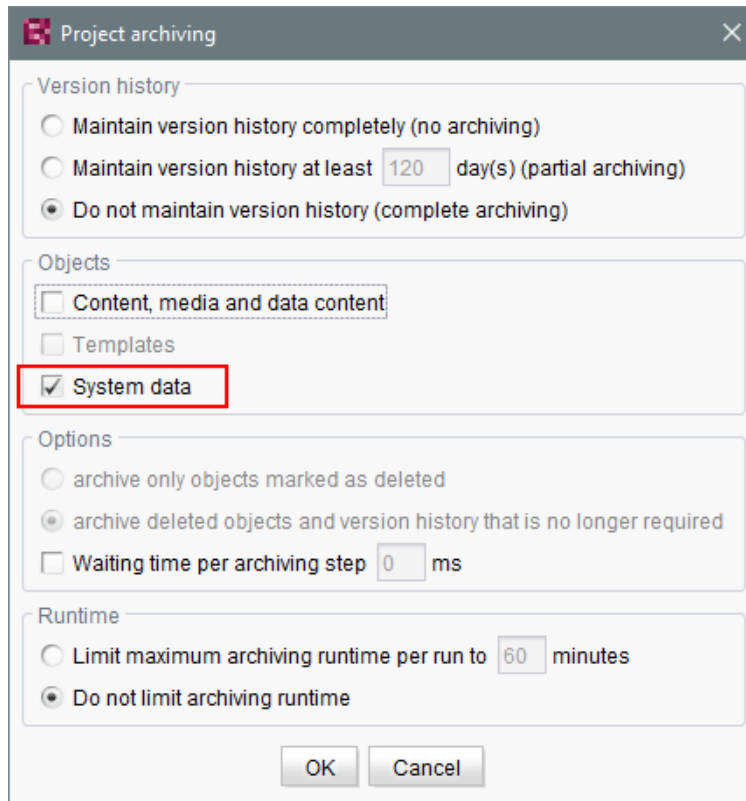 Project archiving
Version history
Maintain version history completely (no archiving)
Maintain version history at least 120 day(s) (partial archiving)
Do not maintain version history (complete archiving)
Objects
Content, media and data content
Templates
System data
Options
archive only objects marked as deleted
archive deleted objects and version history that is no longer required
Waiting time per archiving step 0 ms
Runtime
Limit maximum archiving runtime per run to 60 minutes
Do not limit archiving runtime
OK Cancel